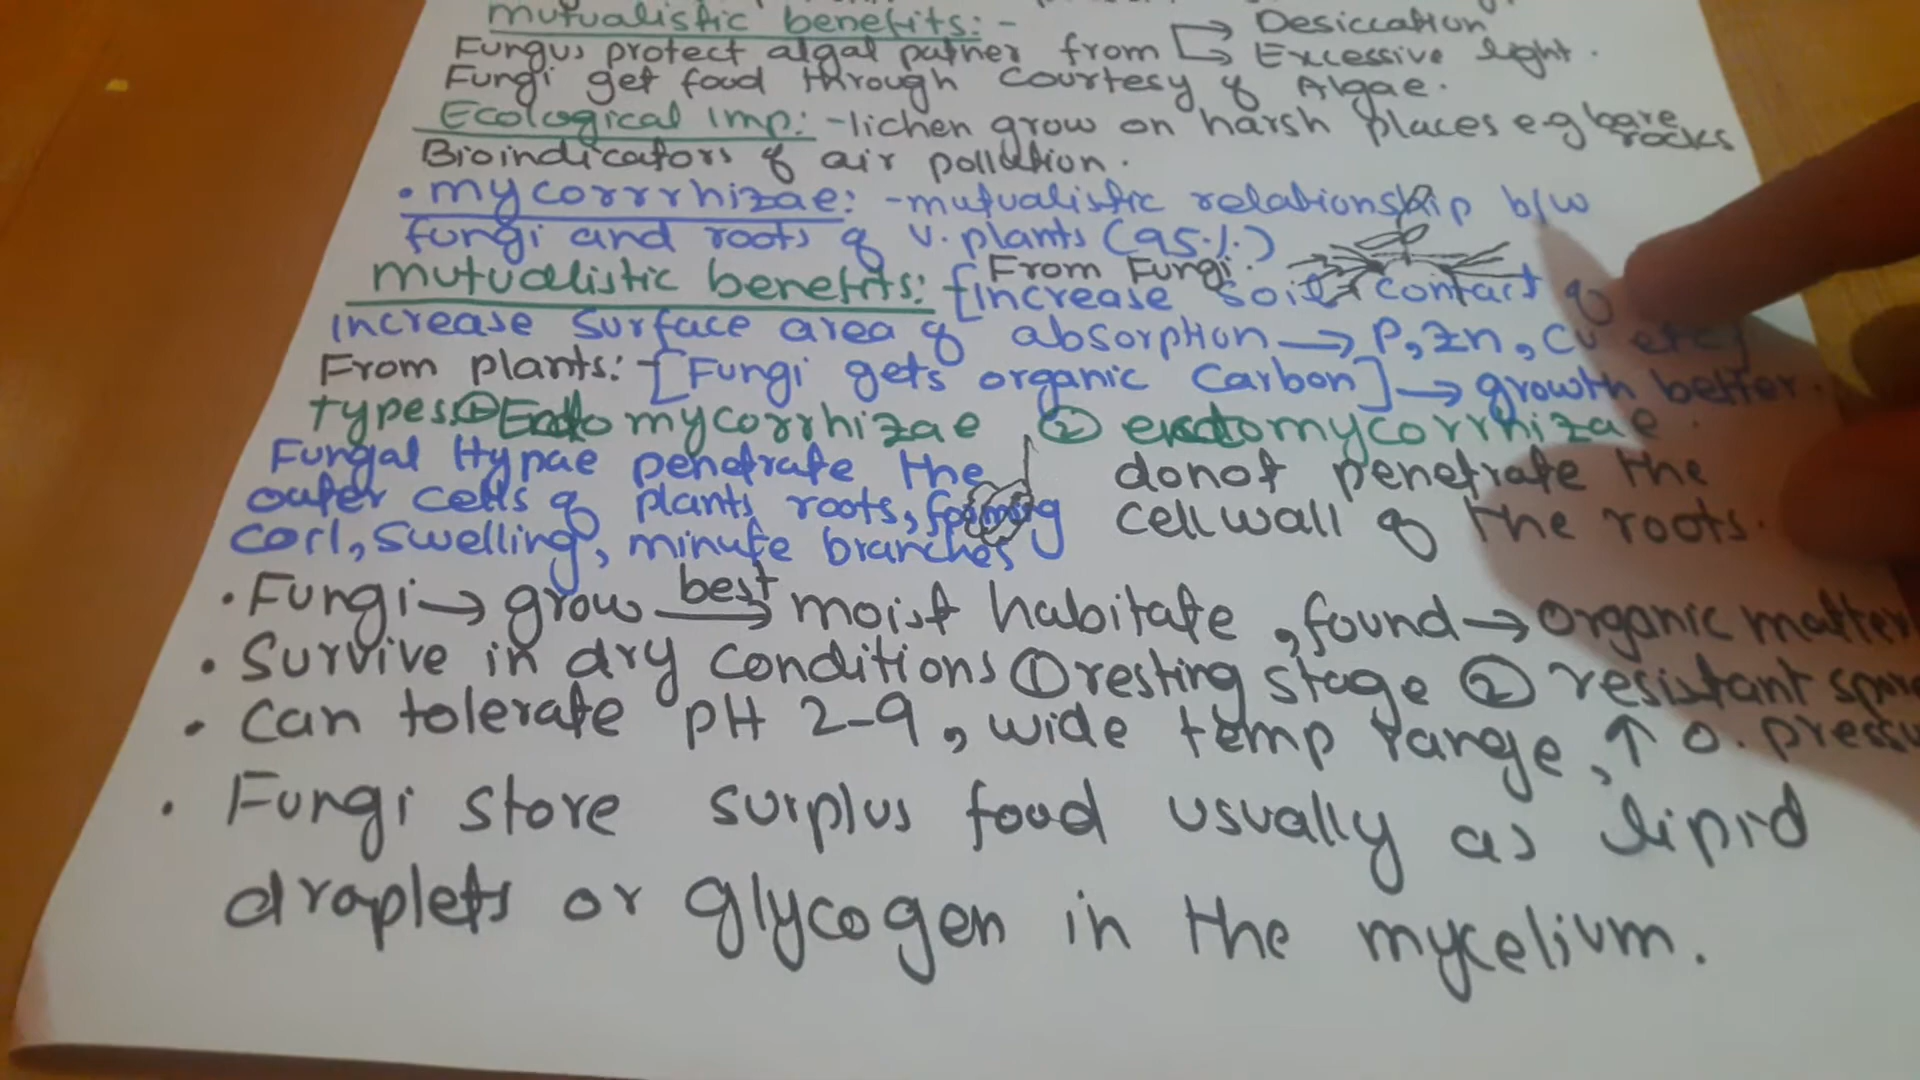 mutualistic benefits: -
Desiccation
Fungus protect algal patner from
Excessive light.
Fungi get food through courtesy of Algae.
Ecological Imp: - lichen grow on harsh places e.g bare rocks
Bioindicators of air pollution.
• mycorrrhizae: - mutualistic relationship b/w
fungi and roots of v. plants (95%)
mutualistic benefits: [From Fungi:
Increase soil contact of
increase surface area of absorption → P, Zn, Cu etc]
From plants: - [Fungi gets organic Carbon] → growth better.
types ① Endomycorrhizae ② ectomycorrhizae.
Fungal Hypae penetrate the donot penetrate the
outer cells of plants roots, forming cell wall of the roots.
coil, swelling, minute branches
• Fungi → grow best → moist habitate, found → organic matter
• Survive in dry conditions ① resting stage ② resistant
• Can tolerate pH 2-9, wide temp range, ↑ o.
• Fungi store surplus food usually as lipid
droplets or glycogen in the mycelium.